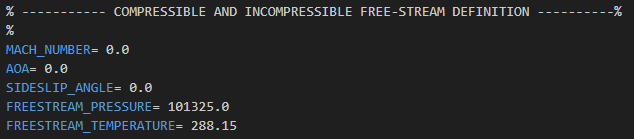 % ----------- COMPRESSIBLE AND INCOMPRESSIBLE FREE-STREAM DEFINITION ----------%
%
MACH_NUMBER= 0.0
AOA= 0.0
SIDESLIP_ANGLE= 0.0
FREESTREAM_PRESSURE= 101325.0
FREESTREAM_TEMPERATURE= 288.15